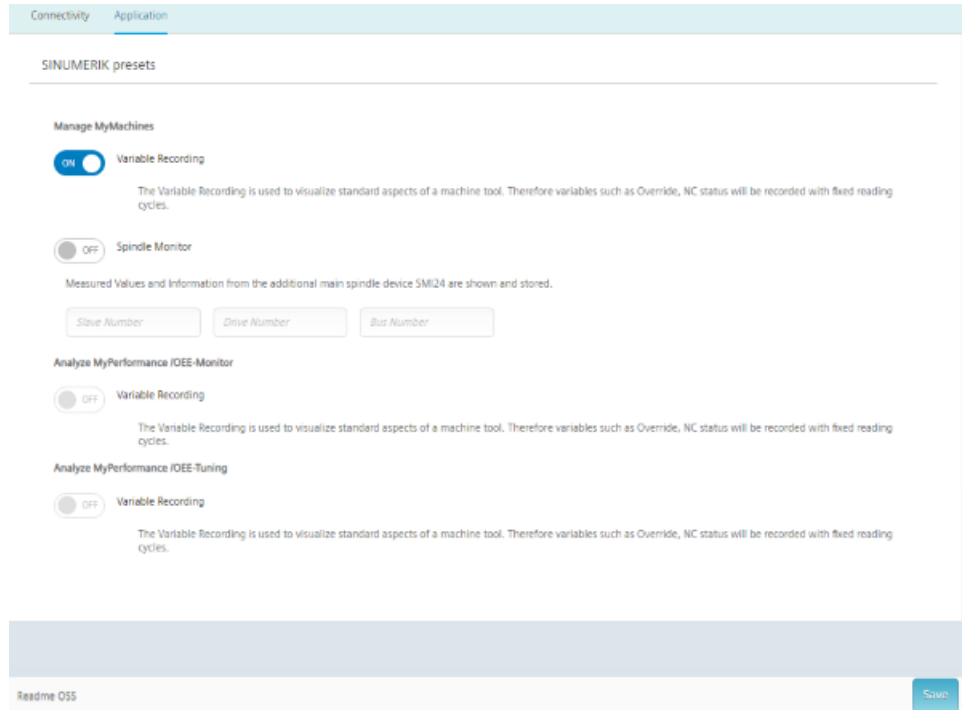 Connectivity Application
SINUMERIK presets
Manage MyMachines
ON Variable Recording
The Variable Recording is used to visualize standard aspects of a machine tool. Therefore variables such as Override, NC status will be recorded with fixed reading
cycles.
OFF Spindle Monitor
Measured Values and Information from the additional main spindle device SMI24 are shown and stored.
Slave Number Drive Number Bus Number
Analyze MyPerformance /OEE-Monitor
OFF Variable Recording
The Variable Recording is used to visualize standard aspects of a machine tool. Therefore variables such as Override, NC status will be recorded with fixed reading
cycles.
Analyze MyPerformance /OEE-Tuning
OFF Variable Recording
The Variable Recording is used to visualize standard aspects of a machine tool. Therefore variables such as Override, NC status will be recorded with fixed reading
cycles.
Readme OSS Save